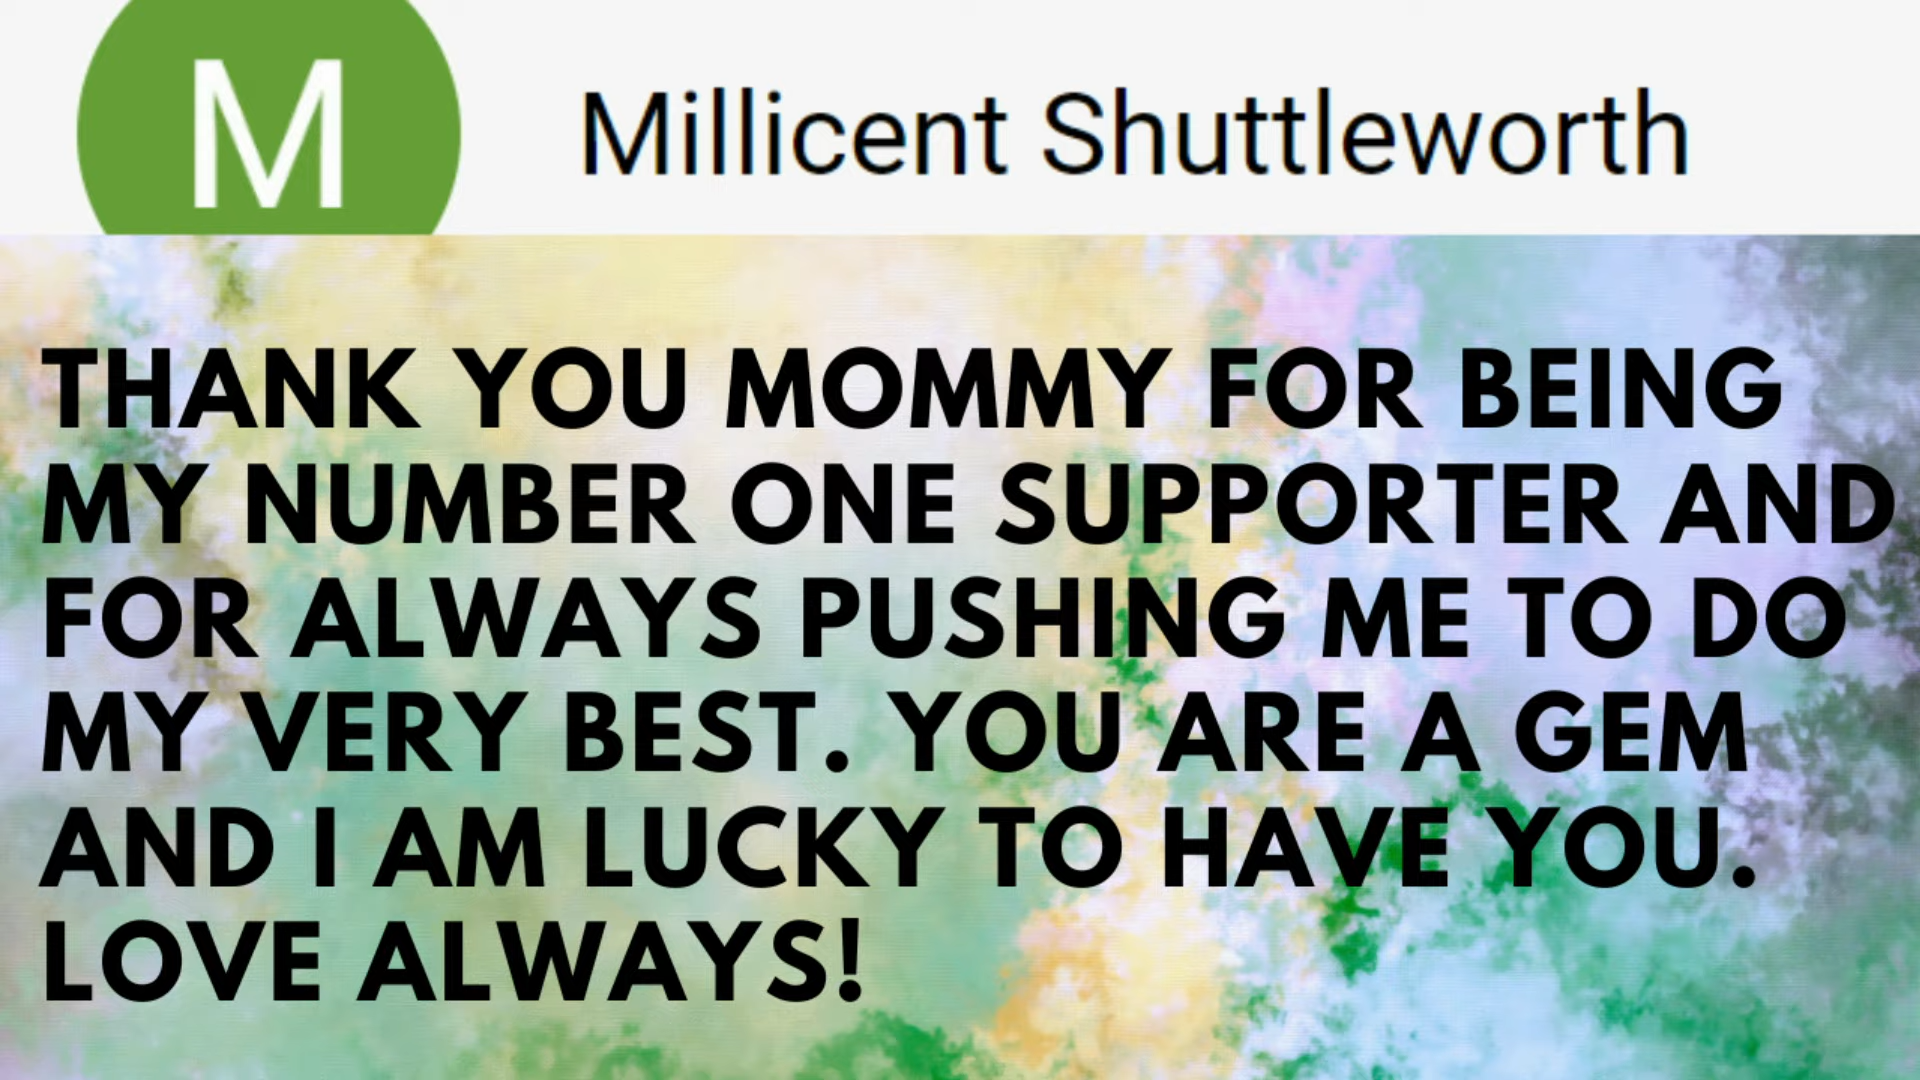 M
Millicent Shuttleworth
THANK YOU MOMMY FOR BEING
MY NUMBER ONE SUPPORTER AND
FOR ALWAYS PUSHING ME TO DO
MY VERY BEST. YOU ARE A GEM
AND I AM LUCKY TO HAVE YOU.
LOVE ALWAYS!